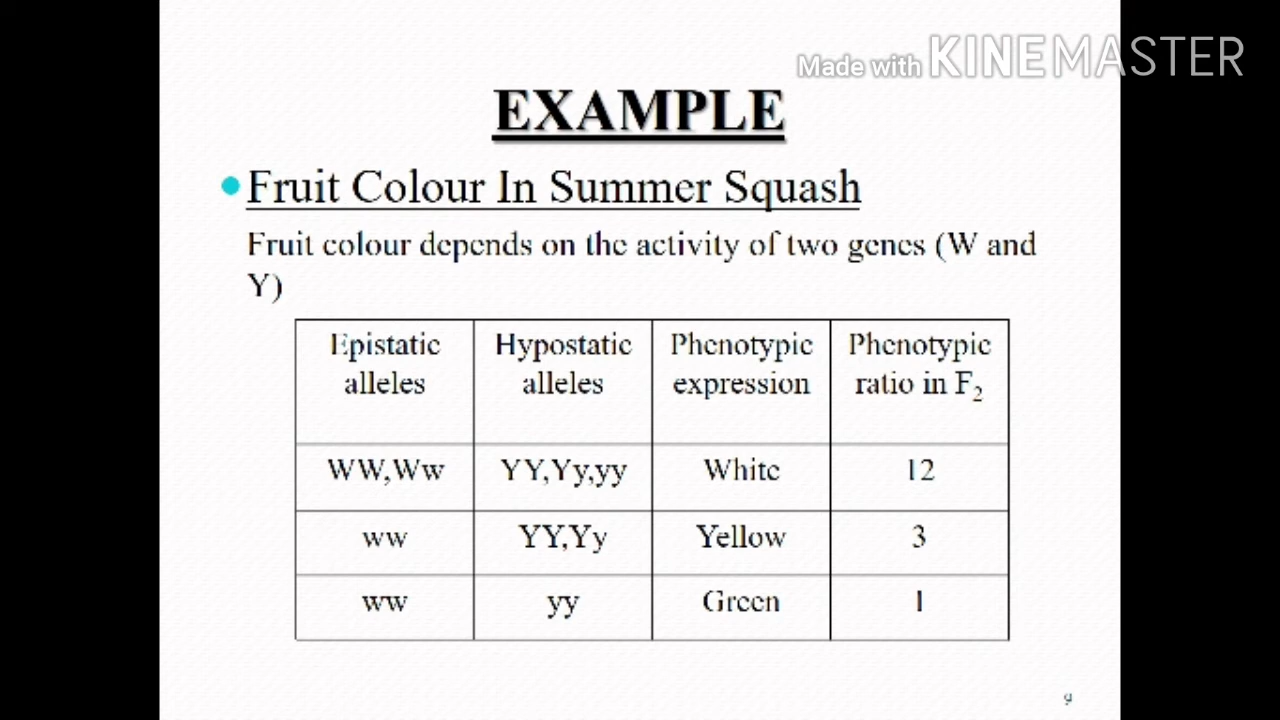 Made with KINEMASTER
EXAMPLE
Fruit Colour In Summer Squash
Fruit colour depends on the activity of two genes (W and
Y)
Epistatic alleles Hypostatic alleles Phenotypic expression Phenotypic ratio in F2
WW,Ww YY,Yy,yy White 12
ww YY,Yy Yellow 3
ww yy Green 1
9